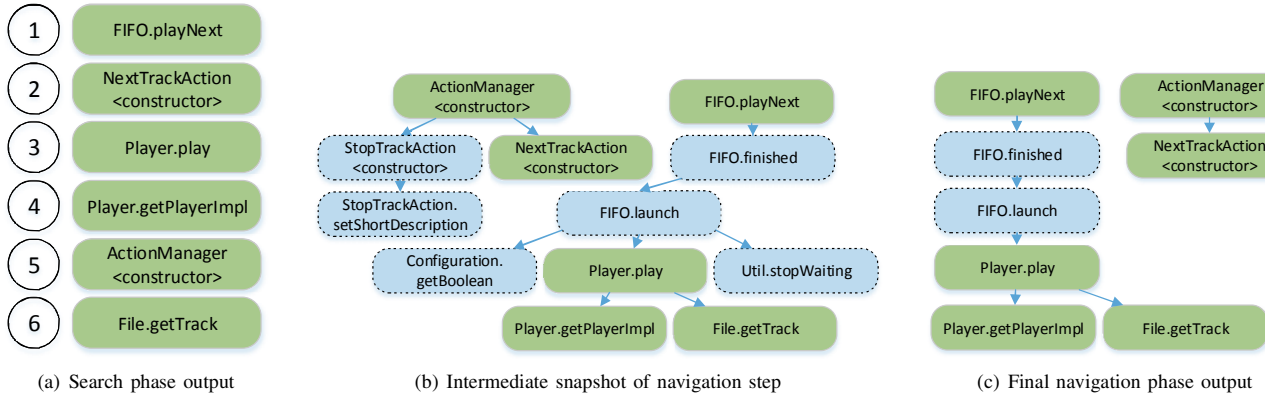 1
FIFO.playNext
2
NextTrackAction
<constructor>
3
Player.play
4
Player.getPlayerImpl
5
ActionManager
<constructor>
6
File.getTrack
(a) Search phase output
ActionManager
<constructor>
FIFO.playNext
StopTrackAction
<constructor>
NextTrackAction
<constructor>
FIFO.finished
StopTrackAction.
setShortDescription
FIFO.launch
Configuration.
getBoolean
Player.play
Util.stopWaiting
Player.getPlayerImpl
File.getTrack
(b) Intermediate snapshot of navigation step
FIFO.playNext
ActionManager
<constructor>
FIFO.finished
NextTrackAction
<constructor>
FIFO.launch
Player.play
Player.getPlayerImpl
File.getTrack
(c) Final navigation phase output